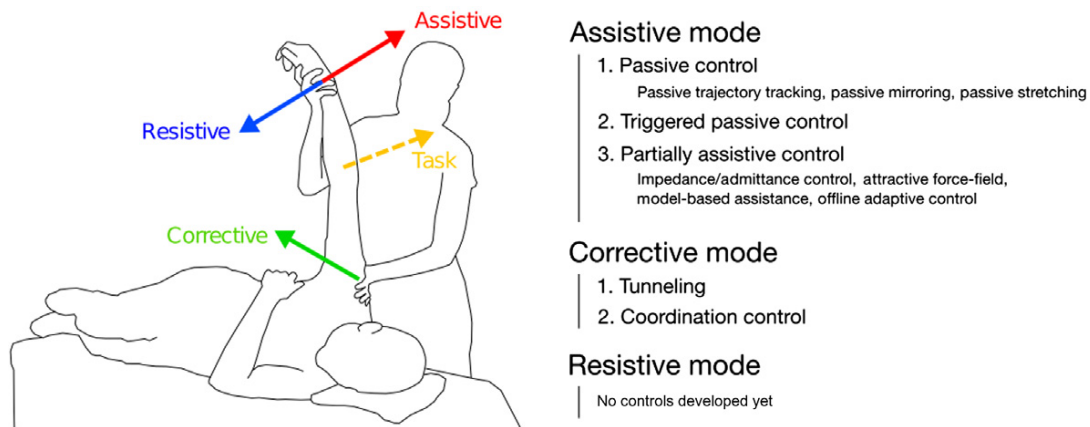 Assistive
Resistive
Task
Corrective
Assistive mode
1. Passive control
Passive trajectory tracking, passive mirroring, passive stretching
2. Triggered passive control
3. Partially assistive control
Impedance/admittance control, attractive force-field,
model-based assistance, offline adaptive control
Corrective mode
1. Tunneling
2. Coordination control
Resistive mode
No controls developed yet